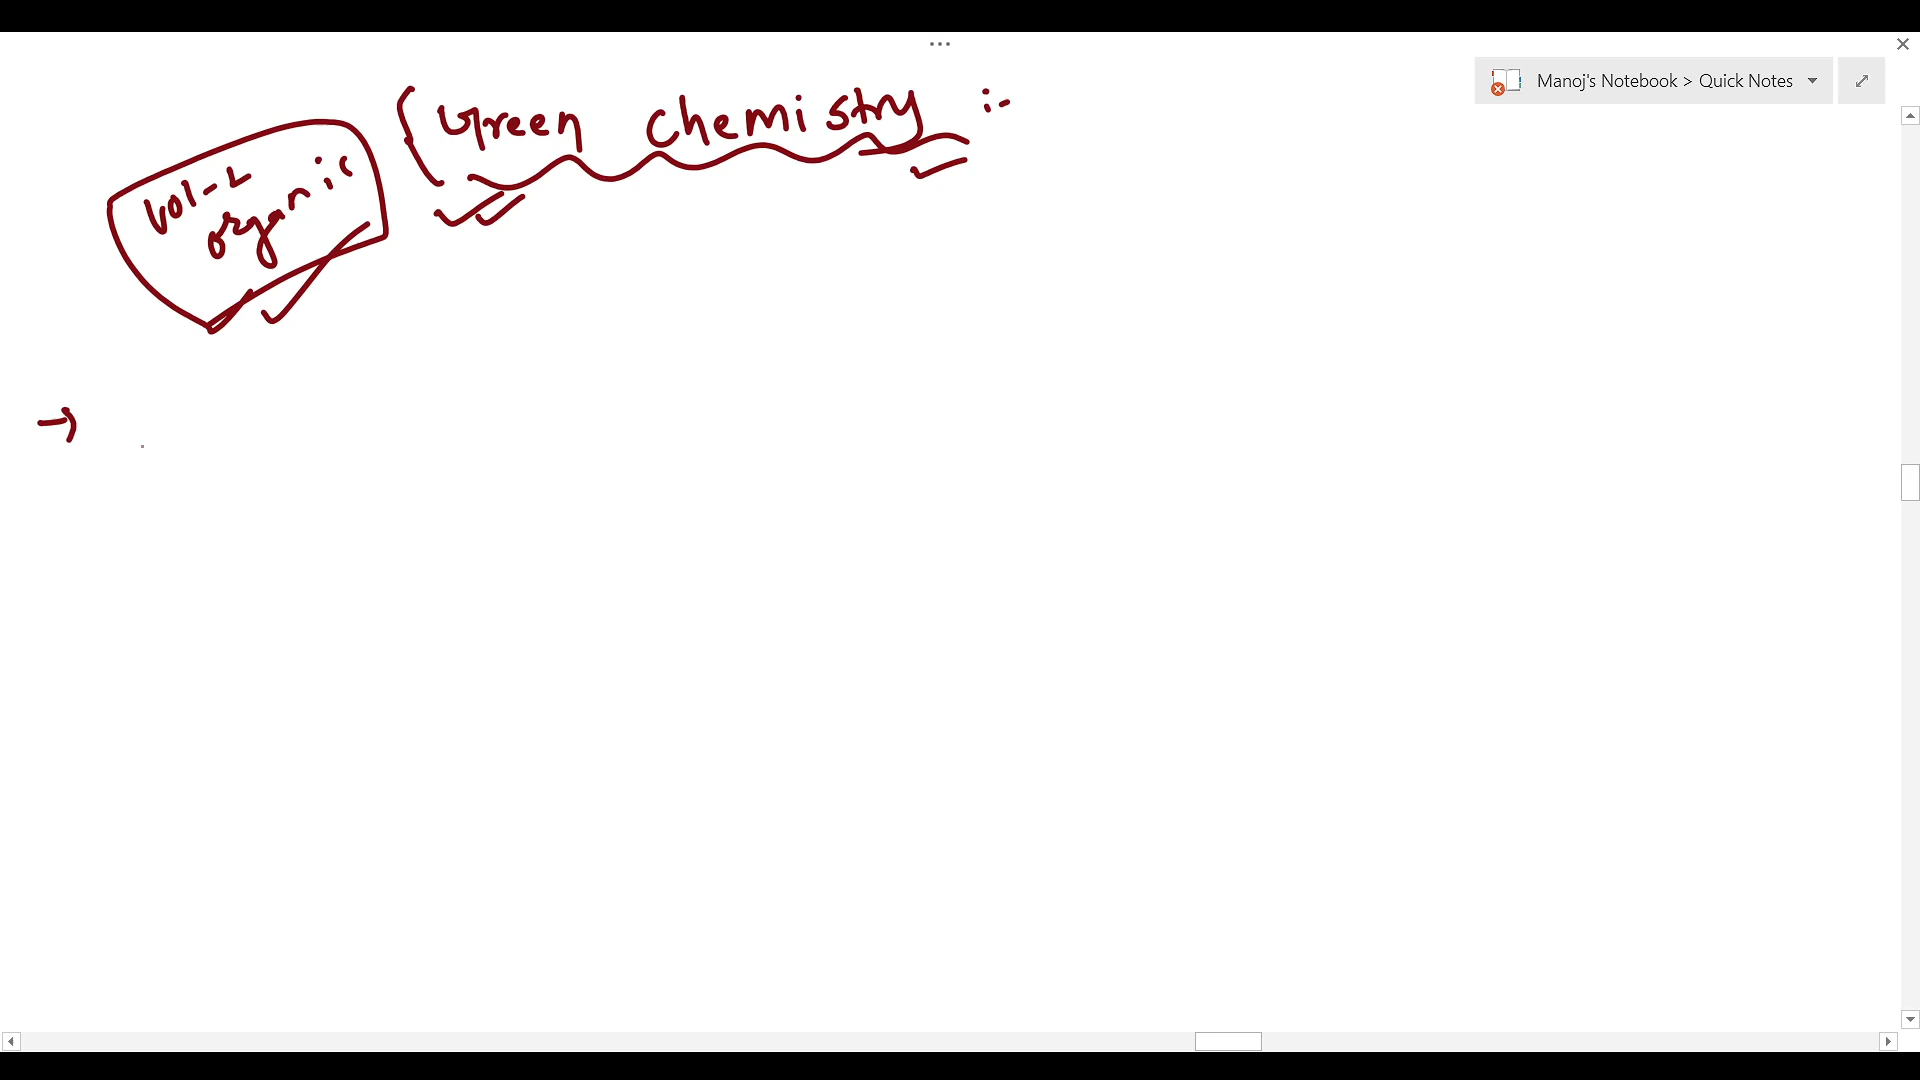 Manoj's Notebook > Quick Notes
Green Chemistry :-
Vol-2
organic
→